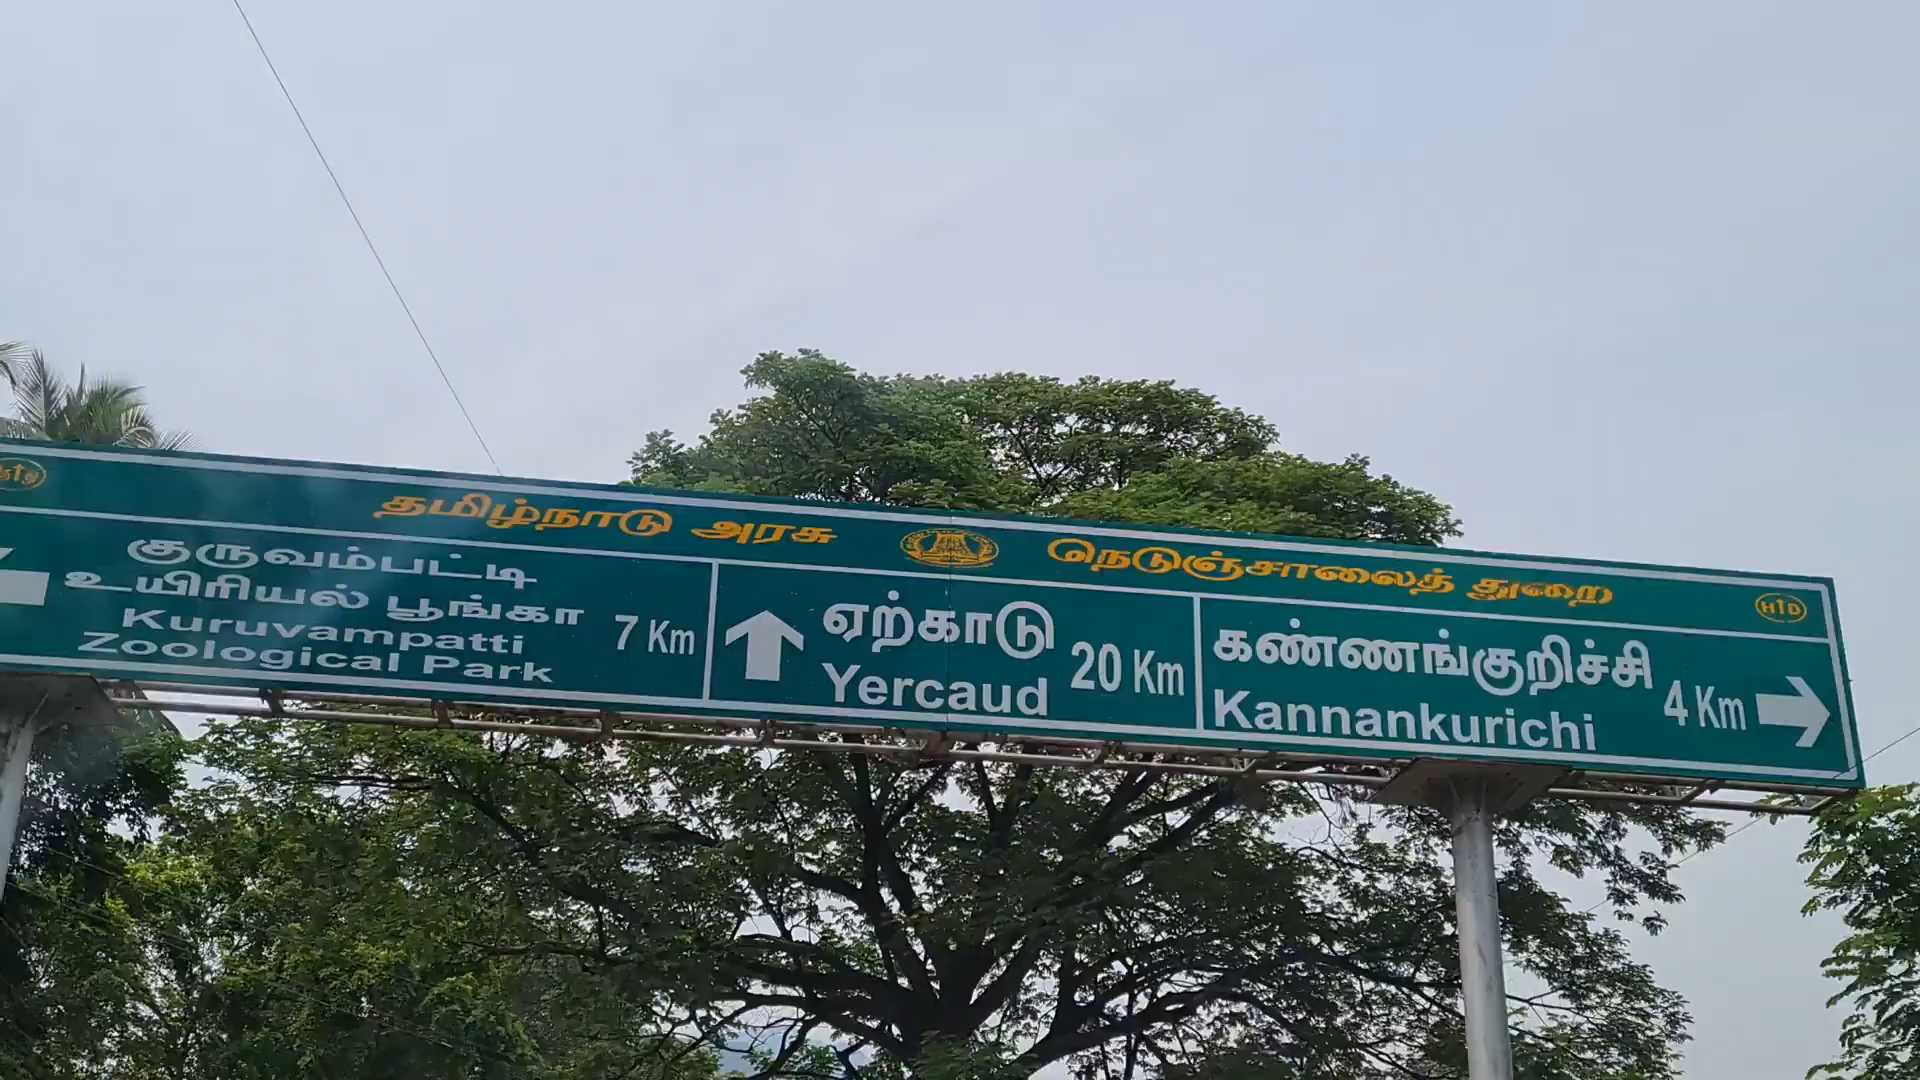 தமிழ்நாடு அரசு நெடுஞ்சாலைத் துறை
HD
குருவம்பட்டி
உயிரியல் பூங்கா
Kuruvampatti
Zoological Park
7 Km
ஏற்காடு
Yercaud
20 Km
கண்ணங்குறிச்சி
Kannankurichi
4 Km